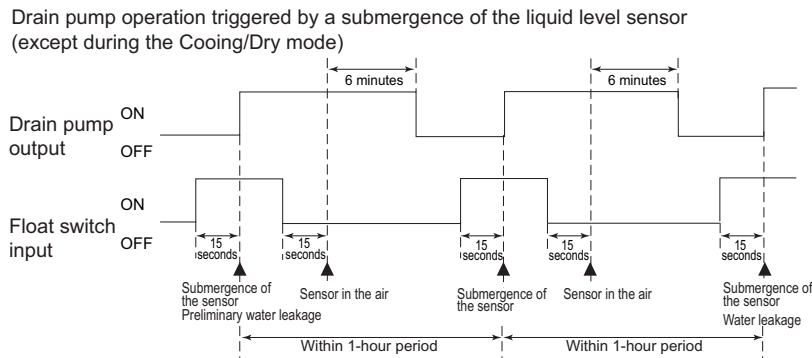 Drain pump operation triggered by a submergence of the liquid level sensor
(except during the Cooing/Dry mode)
6 minutes
6 minutes
Drain pump
output
ON
OFF
Float switch
input
ON
OFF
15
seconds
15
seconds
15
seconds
15
seconds
15
seconds
Submergence of
the sensor
Preliminary water leakage
Sensor in the air
Submergence of
the sensor
Sensor in the air
Submergence of
the sensor
Water leakage
Within 1-hour period
Within 1-hour period